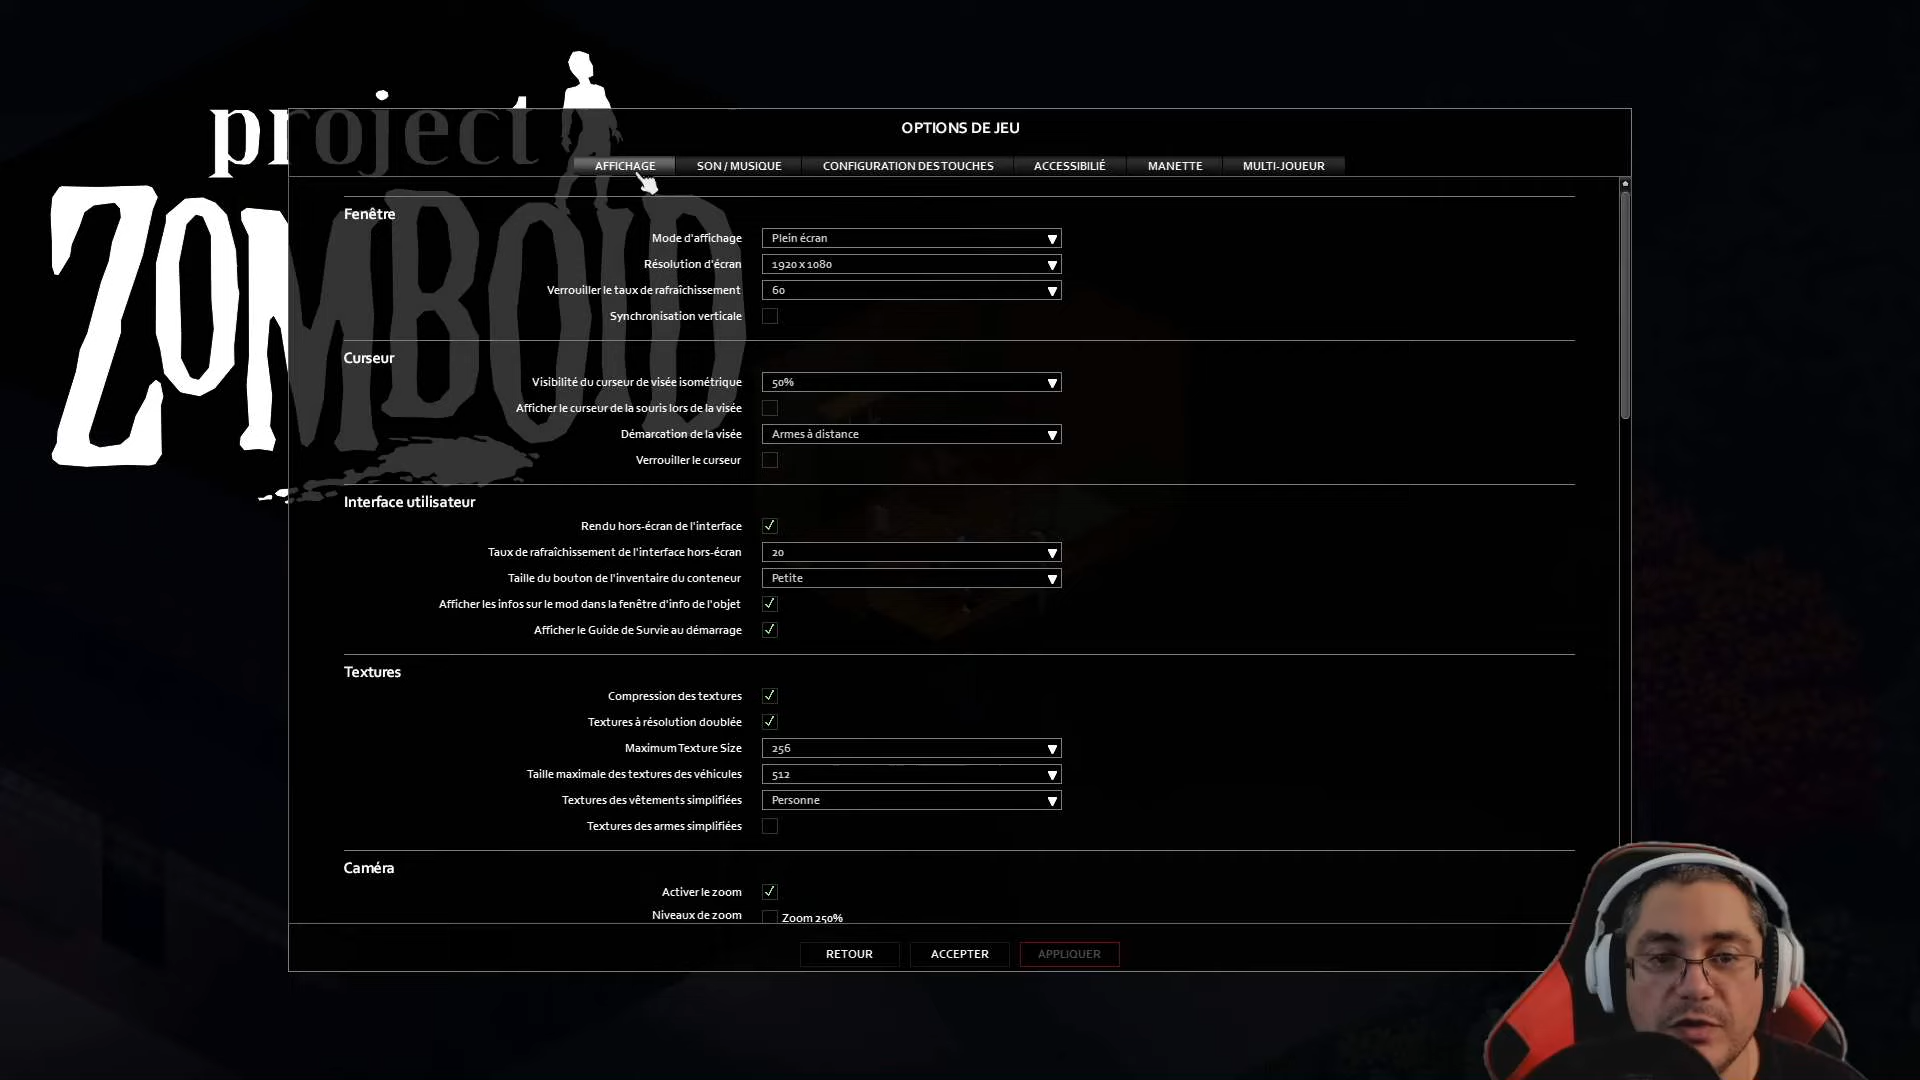 project
ZOMBOID
OPTIONS DE JEU
AFFICHAGE SON / MUSIQUE CONFIGURATION DES TOUCHES ACCESSIBILIÉ MANETTE MULTI-JOUEUR
Fenêtre
Mode d'affichage Plein écran
Résolution d'écran 1920 x 1080
Verrouiller le taux de rafraîchissement 60
Synchronisation verticale
Curseur
Visibilité du curseur de visée isométrique 50%
Afficher le curseur de la souris lors de la visée
Démarcation de la visée Armes à distance
Verrouiller le curseur
Interface utilisateur
Rendu hors-écran de l'interface
Taux de rafraîchissement de l'interface hors-écran 20
Taille du bouton de l'inventaire du conteneur Petite
Afficher les infos sur le mod dans la fenêtre d'info de l'objet
Afficher le Guide de Survie au démarrage
Textures
Compression des textures
Textures à résolution doublée
Maximum Texture Size 256
Taille maximale des textures des véhicules 512
Textures des vêtements simplifiées Personne
Textures des armes simplifiées
Caméra
Activer le zoom
Niveaux de zoom Zoom 250%
RETOUR ACCEPTER APPLIQUER